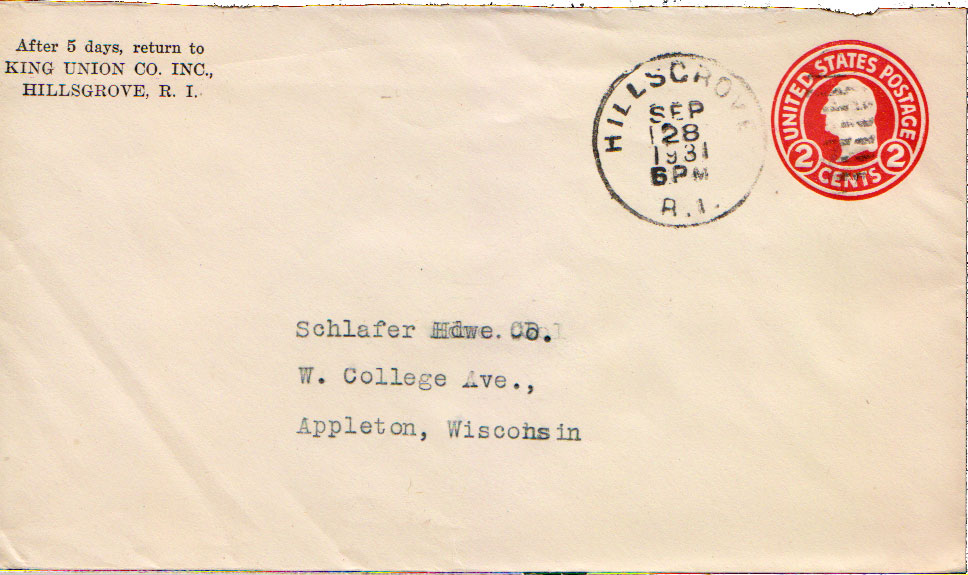 After 5 days, return to
KING UNION CO. INC.,
HILLSGROVE, R. I.
HILLSGROVE
SEP
28
1931
6 PM
R.I.
UNITED STATES POSTAGE
2 CENTS 2
Schlafer Hdwe. Co.
W. College Ave.,
Appleton, Wisconsin